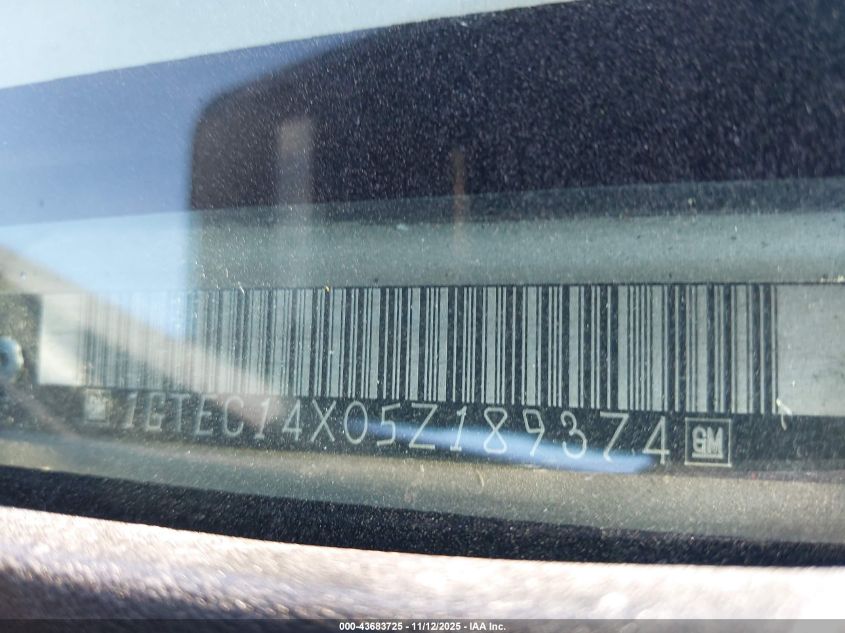 1GTEC14X05Z189374 GM
000-43683725 - 11/12/2025 - IAA Inc.